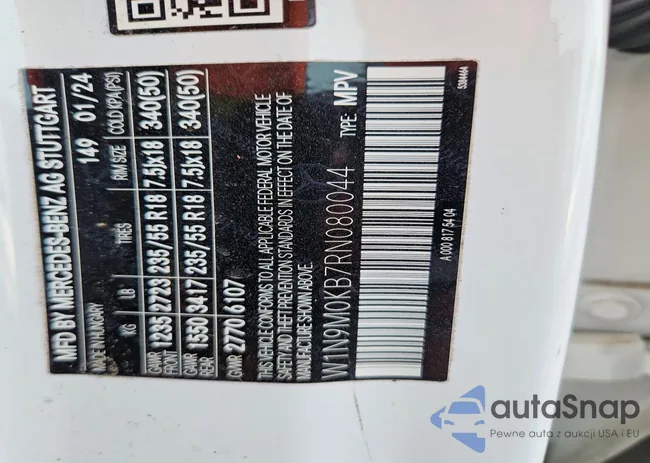 MFD BY MERCEDES-BENZ AG STUTTGART
MADE IN HUNGARY 149 01/24
KG LB TIRES RIM SIZE COLD KPA(PSI)
GAWR FRONT 1235 2723 235/55 R18 7.5Jx18 340(50)
GAWR REAR 1550 3417 235/55 R18 7.5Jx18 340(50)
GVWR 2770 6107
THIS VEHICLE CONFORMS TO ALL APPLICABLE FEDERAL MOTOR VEHICLE
SAFETY AND THEFT PREVENTION STANDARDS IN EFFECT ON THE DATE OF
MANUFACTURE SHOWN ABOVE.
W1N9M0KB7RN080044 TYPE: MPV
A 000 817 54 04 5384464
autaSnap
Pewne auta z aukcji USA i EU